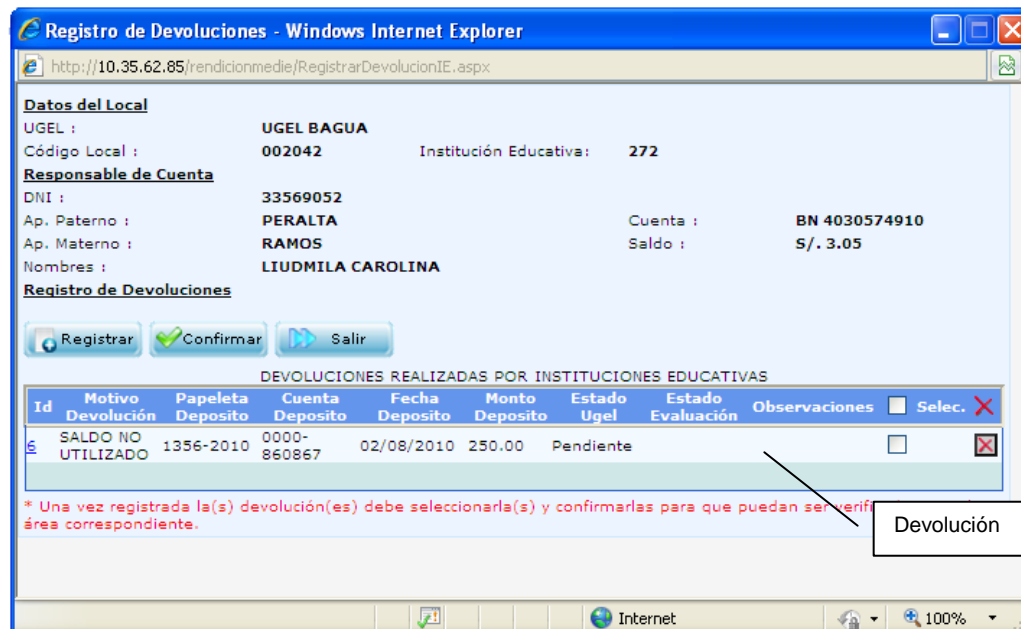 Registro de Devoluciones - Windows Internet Explorer
http://10.35.62.85/rendicionmedie/RegistrarDevolucionIE.aspx
Datos del Local
UGEL : UGEL BAGUA
Código Local : 002042 Institución Educativa: 272
Responsable de Cuenta
DNI : 33569052
Ap. Paterno : PERALTA Cuenta : BN 4030574910
Ap. Materno : RAMOS Saldo : S/. 3.05
Nombres : LIUDMILA CAROLINA
Registro de Devoluciones
Registrar Confirmar Salir
DEVOLUCIONES REALIZADAS POR INSTITUCIONES EDUCATIVAS
Id Motivo Devolución Papeleta Deposito Cuenta Deposito Fecha Deposito Monto Deposito Estado Ugel Estado Evaluación Observaciones Selec.
6 SALDO NO UTILIZADO 1356-2010 0000-860867 02/08/2010 250.00 Pendiente
* Una vez registrada la(s) devolución(es) debe seleccionarla(s) y confirmarlas para que puedan ser
área correspondiente.
Devolución
Internet 100%